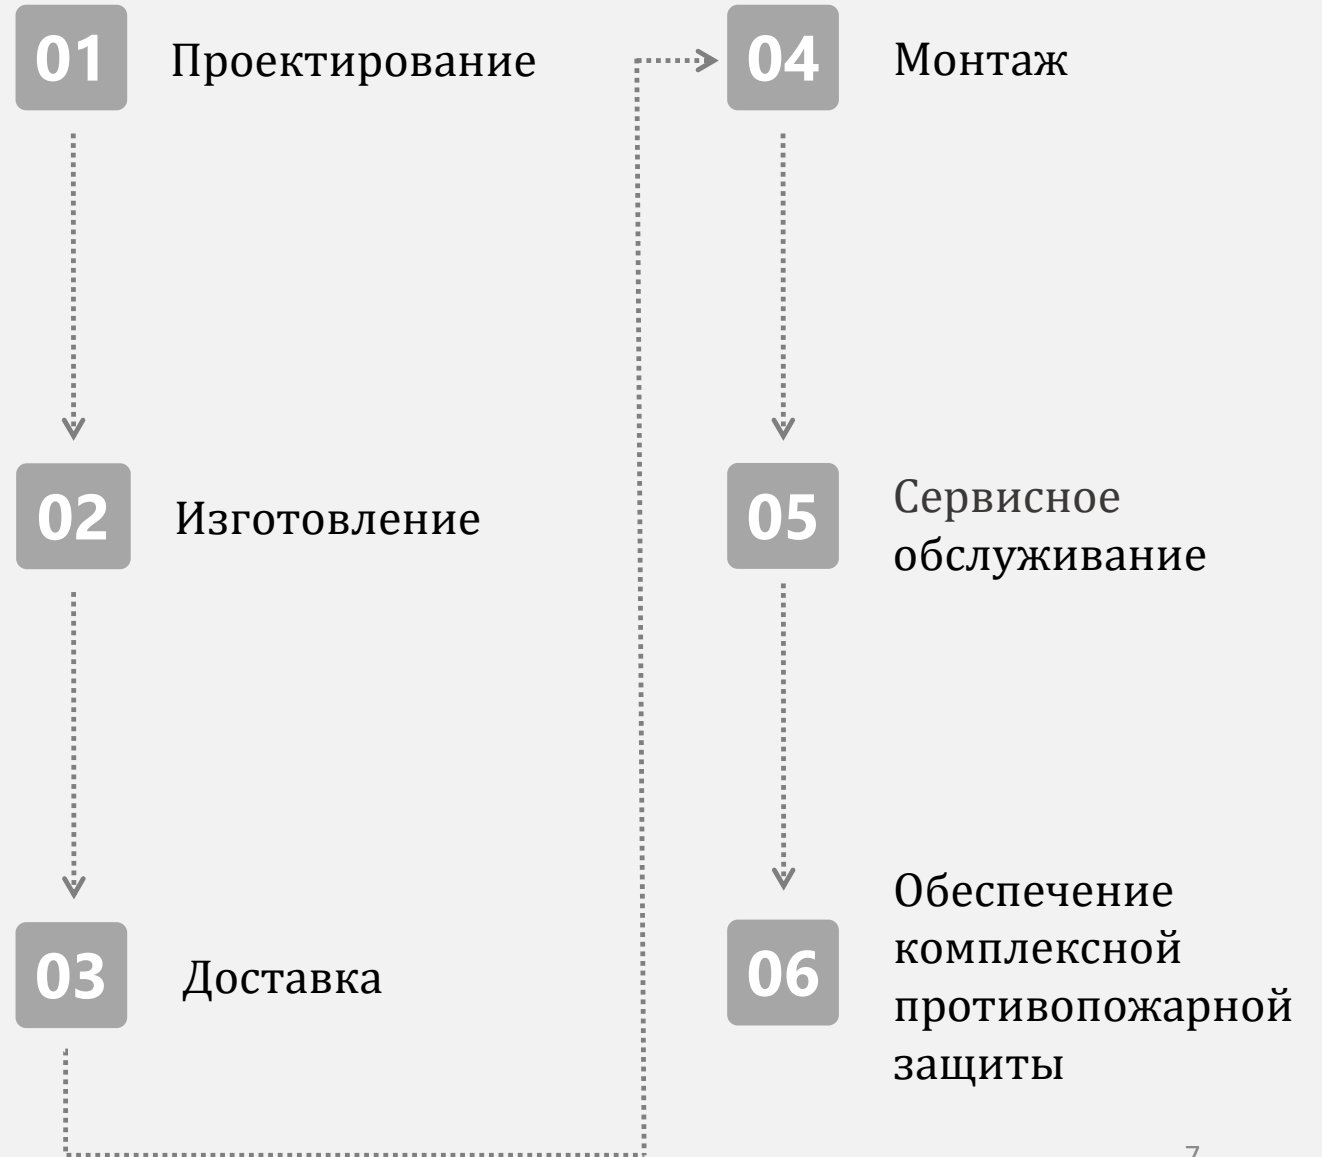 01
Проектирование
02
Изготовление
03
Доставка
04
Монтаж
05
Сервисное
обслуживание
06
Обеспечение
комплексной
противопожарной
защиты
7